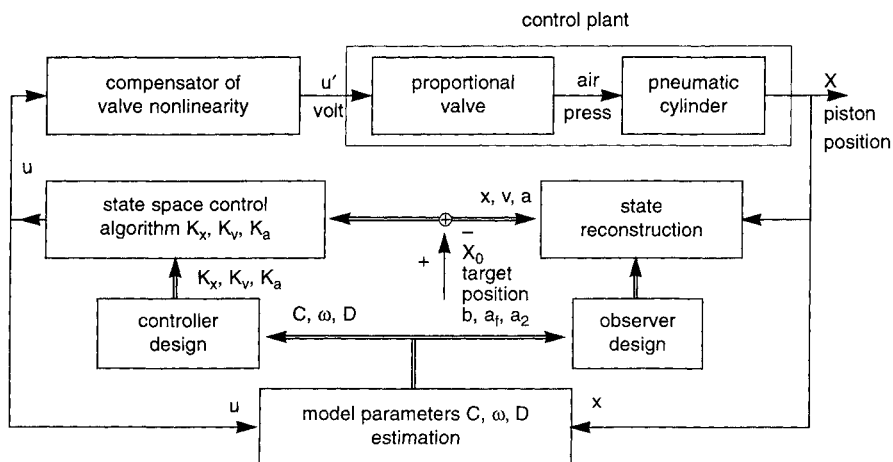 control plant
compensator of
valve nonlinearity
u'
volt
proportional
valve
air
press
pneumatic
cylinder
X
piston
position
u
state space control
algorithm Kx, Kv, Ka
x, v, a
state
reconstruction
+
–
X0
target
position
b, af, a2
Kx, Kv, Ka
controller
design
C, ω, D
observer
design
u
model parameters C, ω, D
estimation
x